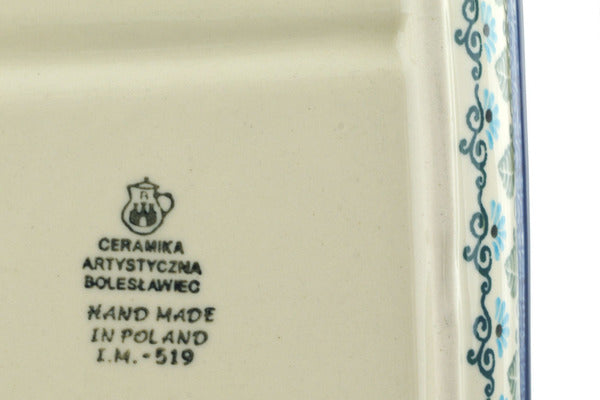 R
CERAMIKA
ARTYSTYCZNA
BOLESŁAWIEC
HAND MADE
IN POLAND
I.M.-519